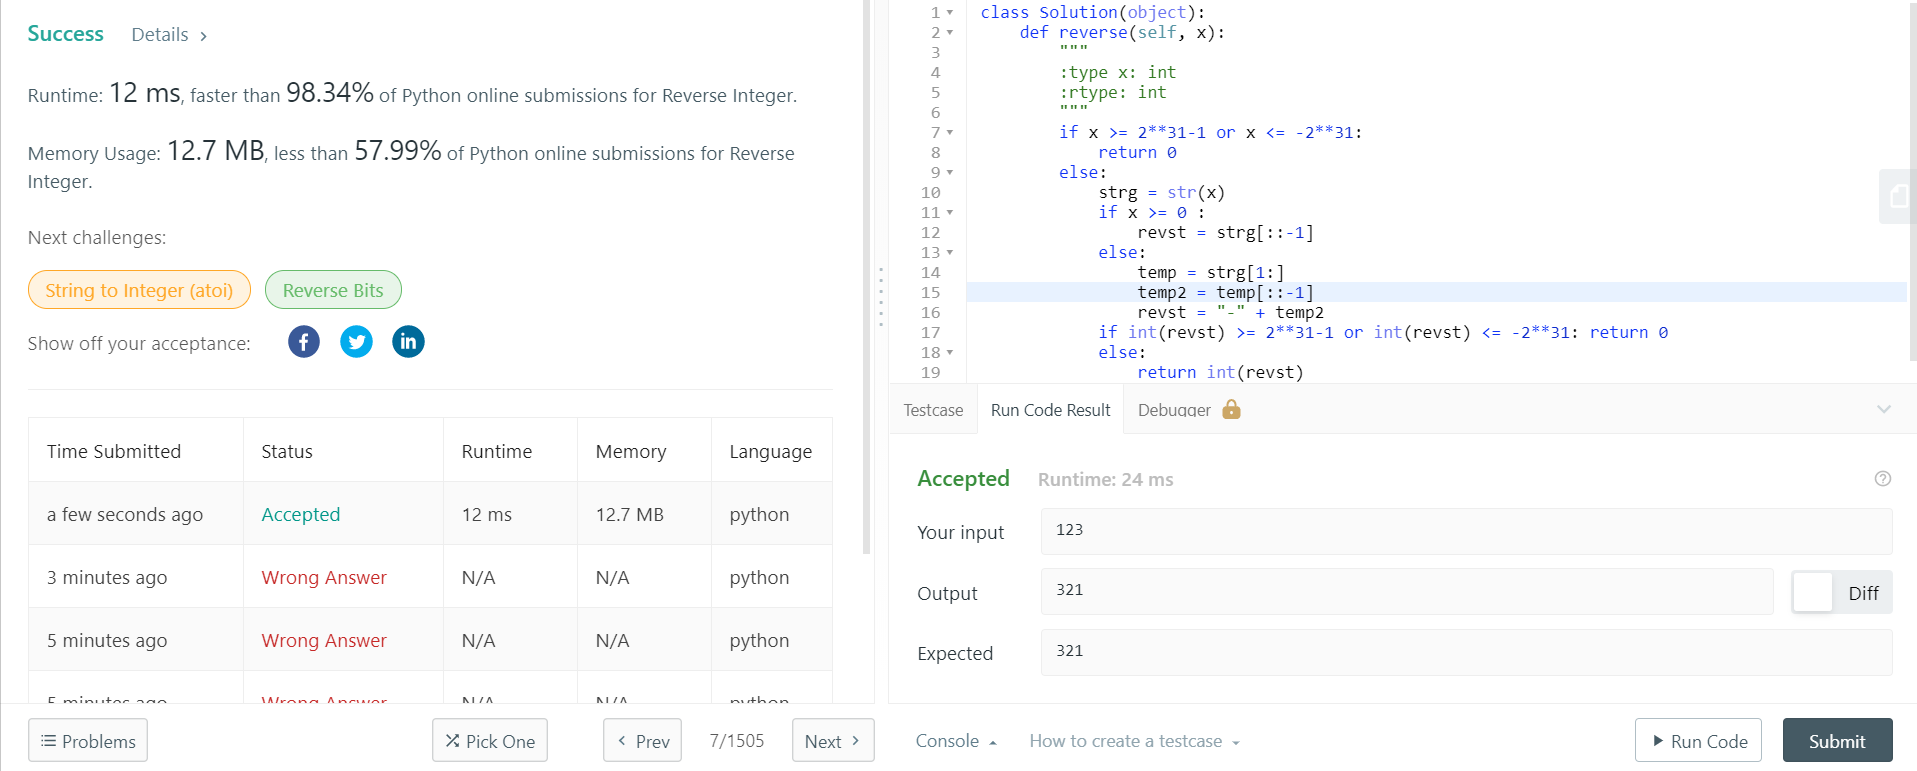 Success Details >
Runtime: 12 ms, faster than 98.34% of Python online submissions for Reverse Integer.
Memory Usage: 12.7 MB, less than 57.99% of Python online submissions for Reverse
Integer.
Next challenges:
String to Integer (atoi) Reverse Bits
Show off your acceptance:
Time Submitted Status Runtime Memory Language
a few seconds ago Accepted 12 ms 12.7 MB python
3 minutes ago Wrong Answer N/A N/A python
5 minutes ago Wrong Answer N/A N/A python
5 minutes ago Wrong Answer N/A N/A python
Problems Pick One < Prev 7/1505 Next >
1 class Solution(object):
2 def reverse(self, x):
3 """
4 :type x: int
5 :rtype: int
6 """
7 if x >= 2**31-1 or x <= -2**31:
8 return 0
9 else:
10 strg = str(x)
11 if x >= 0 :
12 revst = strg[::-1]
13 else:
14 temp = strg[1:]
15 temp2 = temp[::-1]
16 revst = "-" + temp2
17 if int(revst) >= 2**31-1 or int(revst) <= -2**31: return 0
18 else:
19 return int(revst)
Testcase Run Code Result Debugger
Accepted Runtime: 24 ms
Your input 123
Output 321 Diff
Expected 321
Console How to create a testcase Run Code Submit